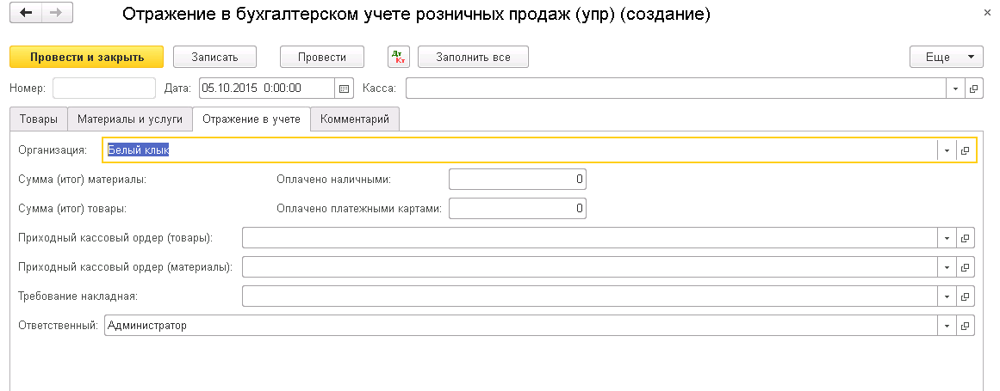 Отражение в бухгалтерском учете розничных продаж (упр) (создание)
Провести и закрыть Записать Провести Дт Кт Заполнить все Еще
Номер: Дата: 05.10.2015 0:00:00 Касса:
Товары Материалы и услуги Отражение в учете Комментарий
Организация: Белый клык
Сумма (итог) материалы: Оплачено наличными: 0
Сумма (итог) товары: Оплачено платежными картами: 0
Приходный кассовый ордер (товары):
Приходный кассовый ордер (материалы):
Требование накладная:
Ответственный: Администратор